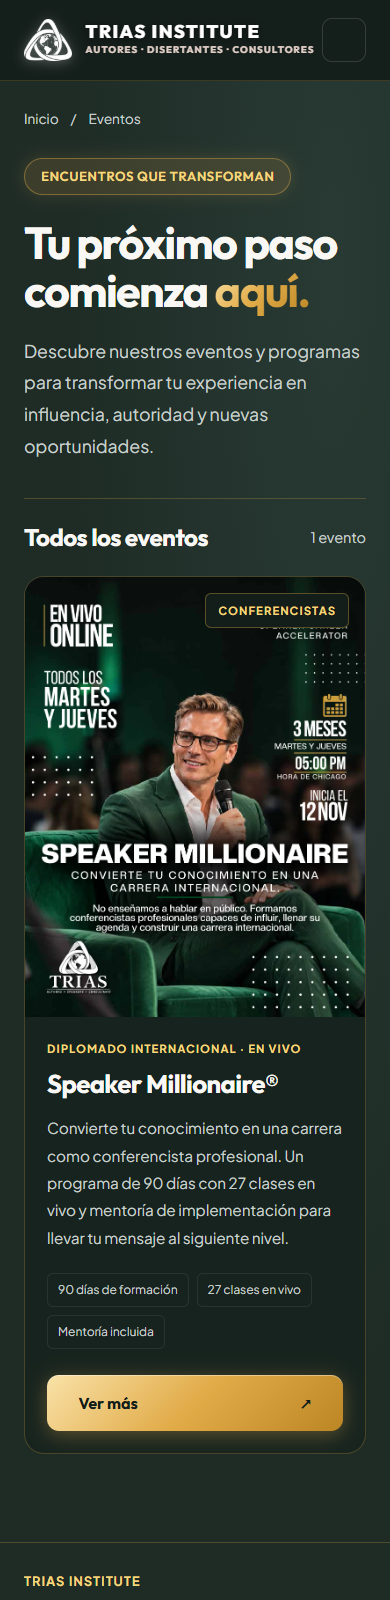 TRIAS INSTITUTE
AUTORES · DISERTANTES · CONSULTORES
Inicio / Eventos
ENCUENTROS QUE TRANSFORMAN
Tu próximo paso
comienza aquí.
Descubre nuestros eventos y programas
para transformar tu experiencia en
influencia, autoridad y nuevas
oportunidades.
Todos los eventos
1 evento
EN VIVO
ONLINE
CONFERENCISTAS
ACCELERATOR
TODOS LOS
MARTES
Y JUEVES
3 MESES
MARTES Y JUEVES
05:00 PM
HORA DE CHICAGO
INICIA EL
12 NOV
SPEAKER MILLIONAIRE
CONVIERTE TU CONOCIMIENTO EN UNA
CARRERA INTERNACIONAL.
No enseñamos a hablar en público. Formamos
conferencistas profesionales capaces de influir, llenar su
agenda y construir una carrera internacional.
TRIAS
DIPLOMADO INTERNACIONAL · EN VIVO
Speaker Millionaire®
Convierte tu conocimiento en una carrera
como conferencista profesional. Un
programa de 90 días con 27 clases en
vivo y mentoría de implementación para
llevar tu mensaje al siguiente nivel.
90 días de formación
27 clases en vivo
Mentoría incluida
Ver más ↗
TRIAS INSTITUTE